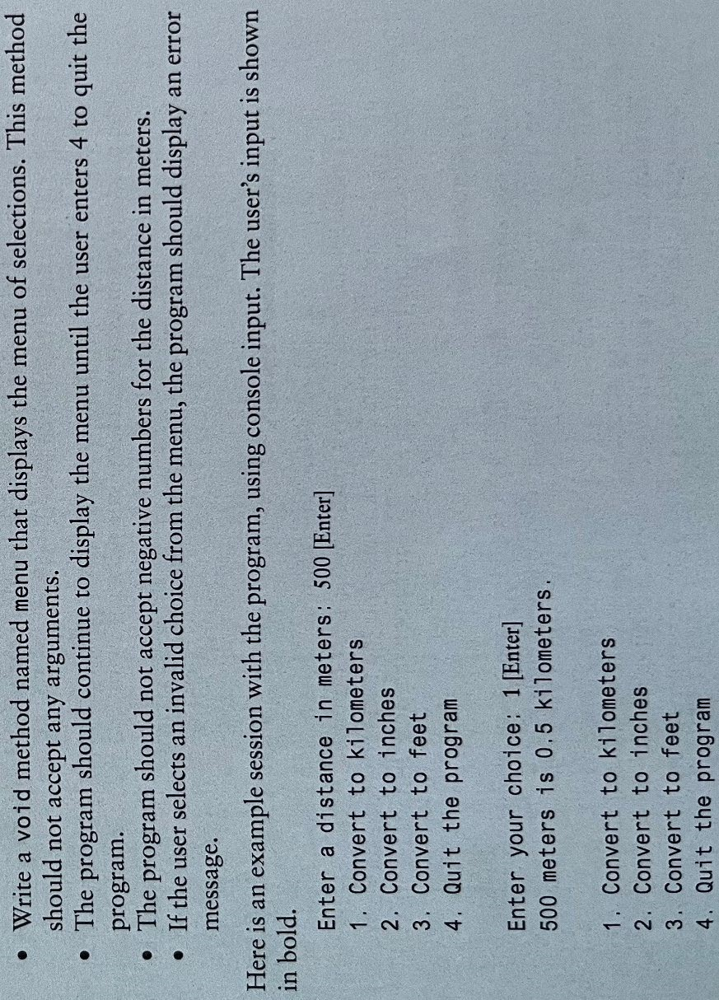 • Write a void method named menu that displays the menu of selections. This method
should not accept any arguments.
• The program should continue to display the menu until the user enters 4 to quit the
program.
• The program should not accept negative numbers for the distance in meters.
• If the user selects an invalid choice from the menu, the program should display an error
message.
Here is an example session with the program, using console input. The user's input is shown
in bold.
Enter a distance in meters: 500 [Enter]
1. Convert to kilometers
2. Convert to inches
3. Convert to feet
4. Quit the program
Enter your choice: 1 [Enter]
500 meters is 0.5 kilometers.
1. Convert to kilometers
2. Convert to inches
3. Convert to feet
4. Quit the program